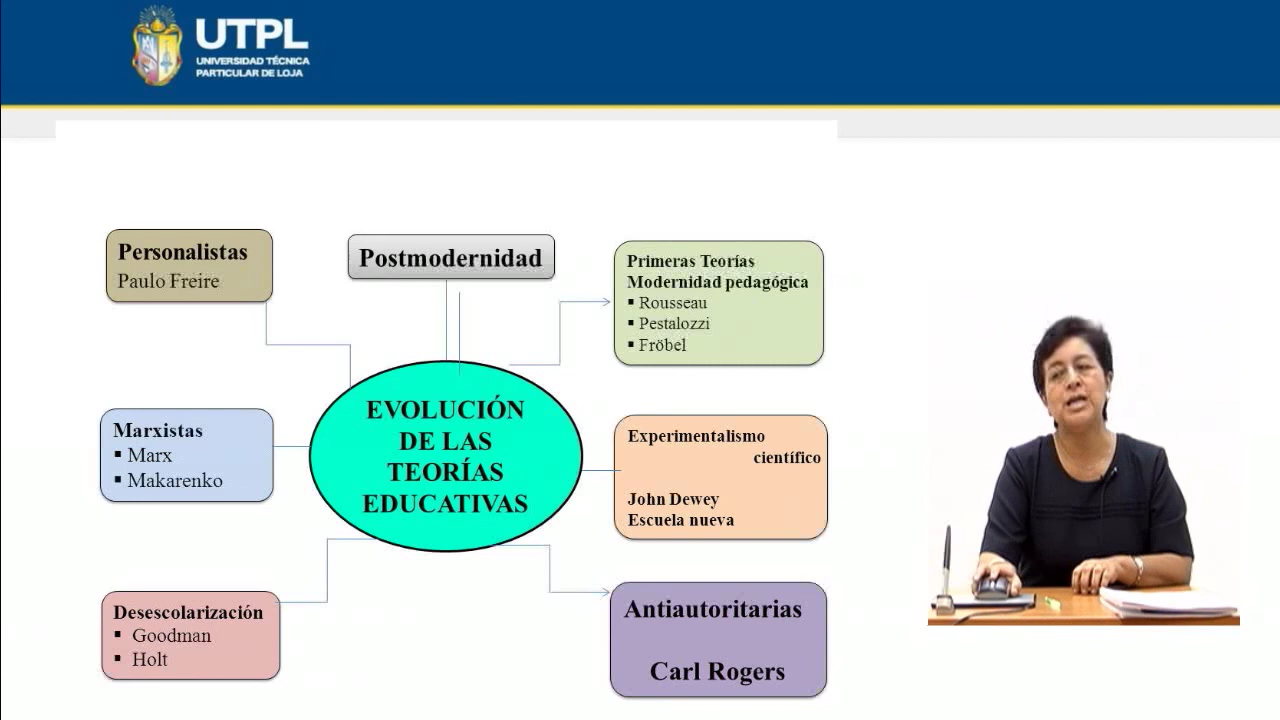 UTPL
UNIVERSIDAD TÉCNICA
PARTICULAR DE LOJA
Personalistas
Paulo Freire
Postmodernidad
Primeras Teorías
Modernidad pedagógica
▪ Rousseau
▪ Pestalozzi
▪ Fröbel
EVOLUCIÓN
DE LAS
TEORÍAS
EDUCATIVAS
Marxistas
▪ Marx
▪ Makarenko
Experimentalismo
científico
John Dewey
Escuela nueva
Desescolarización
▪ Goodman
▪ Holt
Antiautoritarias
Carl Rogers